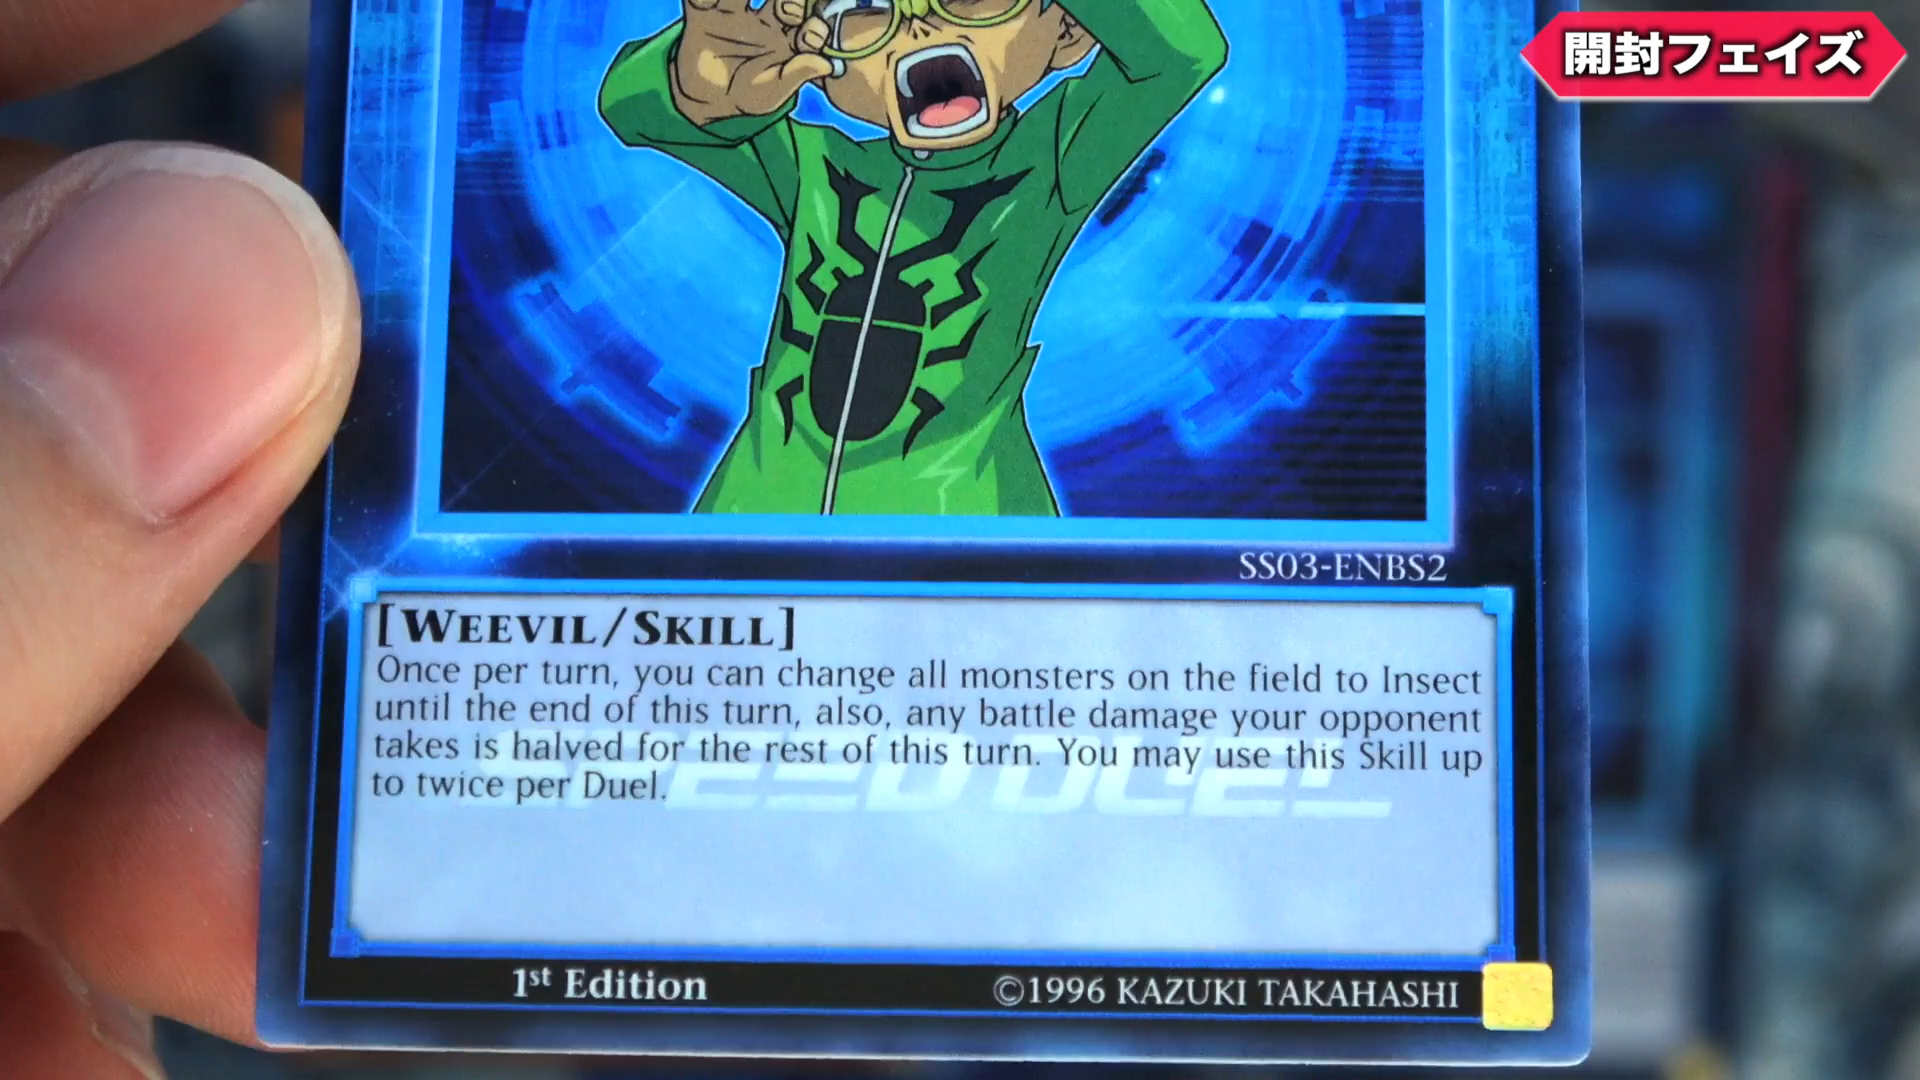 開封フェイズ
SS03-ENBS2
[WEEVIL/SKILL]
Once per turn, you can change all monsters on the field to Insect
until the end of this turn, also, any battle damage your opponent
takes is halved for the rest of this turn. You may use this Skill up
to twice per Duel.
SPEED DUEL
1st Edition
©1996 KAZUKI TAKAHASHI